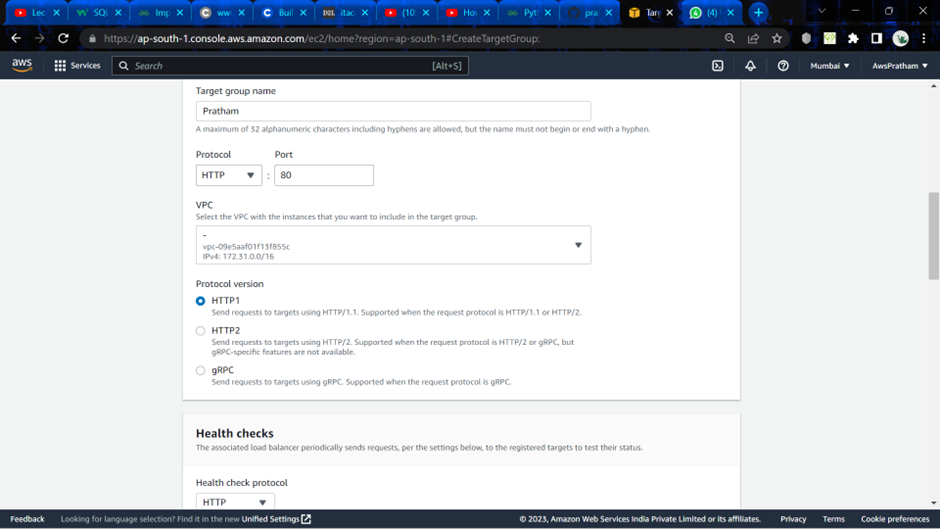 Lec
SQL
Imp
www
Buil
DXL itac
(10
Hov
Pyt
pra
Targ
(4)
https://ap-south-1.console.aws.amazon.com/ec2/home?region=ap-south-1#CreateTargetGroup:
aws
Services
Search
[Alt+S]
Mumbai
AwsPratham
Target group name
Pratham
A maximum of 32 alphanumeric characters including hyphens are allowed, but the name must not begin or end with a hyphen.
Protocol
Port
HTTP
:
80
VPC
Select the VPC with the instances that you want to include in the target group.
-
vpc-09e5aaf01f13f855c
IPv4: 172.31.0.0/16
Protocol version
HTTP1
Send requests to targets using HTTP/1.1. Supported when the request protocol is HTTP/1.1 or HTTP/2.
HTTP2
Send requests to targets using HTTP/2. Supported when the request protocol is HTTP/2 or gRPC, but
gRPC-specific features are not available.
gRPC
Send requests to targets using gRPC. Supported when the request protocol is gRPC.
Health checks
The associated load balancer periodically sends requests, per the settings below, to the registered targets to test their status.
Health check protocol
HTTP
Feedback
Looking for language selection? Find it in the new Unified Settings
© 2023, Amazon Web Services India Private Limited or its affiliates.
Privacy
Terms
Cookie preferences